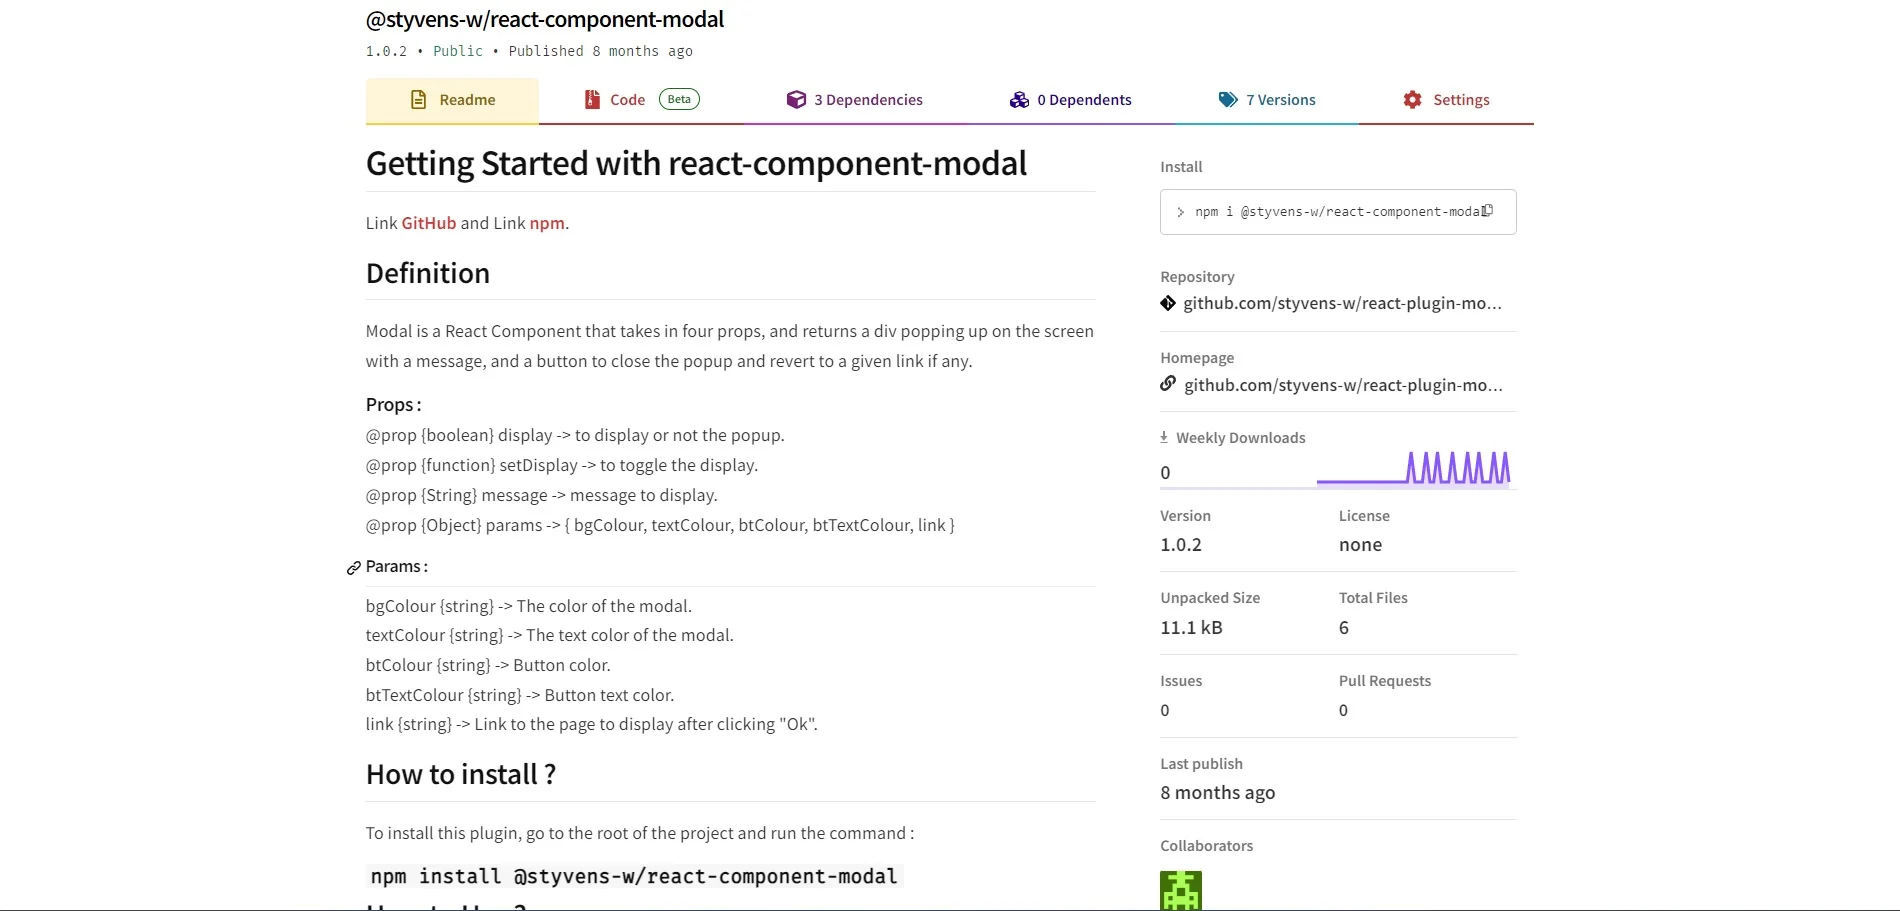 @styvens-w/react-component-modal
1.0.2 • Public • Published 8 months ago
Readme
Code Beta
3 Dependencies
0 Dependents
7 Versions
Settings
Getting Started with react-component-modal
Link GitHub and Link npm.
Definition
Modal is a React Component that takes in four props, and returns a div popping up on the screen
with a message, and a button to close the popup and revert to a given link if any.
Props :
@prop {boolean} display -> to display or not the popup.
@prop {function} setDisplay -> to toggle the display.
@prop {String} message -> message to display.
@prop {Object} params -> { bgColour, textColour, btColour, btTextColour, link }
Params :
bgColour {string} -> The color of the modal.
textColour {string} -> The text color of the modal.
btColour {string} -> Button color.
btTextColour {string} -> Button text color.
link {string} -> Link to the page to display after clicking "Ok".
How to install ?
To install this plugin, go to the root of the project and run the command :
npm install @styvens-w/react-component-modal
Install
> npm i @styvens-w/react-component-modal
Repository
github.com/styvens-w/react-plugin-mo...
Homepage
github.com/styvens-w/react-plugin-mo...
Weekly Downloads
0
Version
License
1.0.2
none
Unpacked Size
Total Files
11.1 kB
6
Issues
Pull Requests
0
0
Last publish
8 months ago
Collaborators